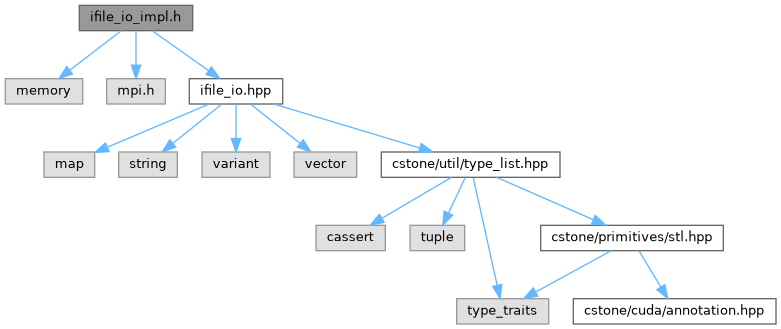 ifile_io_impl.h
memory
mpi.h
ifile_io.hpp
map
string
variant
vector
cstone/util/type_list.hpp
cassert
tuple
cstone/primitives/stl.hpp
type_traits
cstone/cuda/annotation.hpp